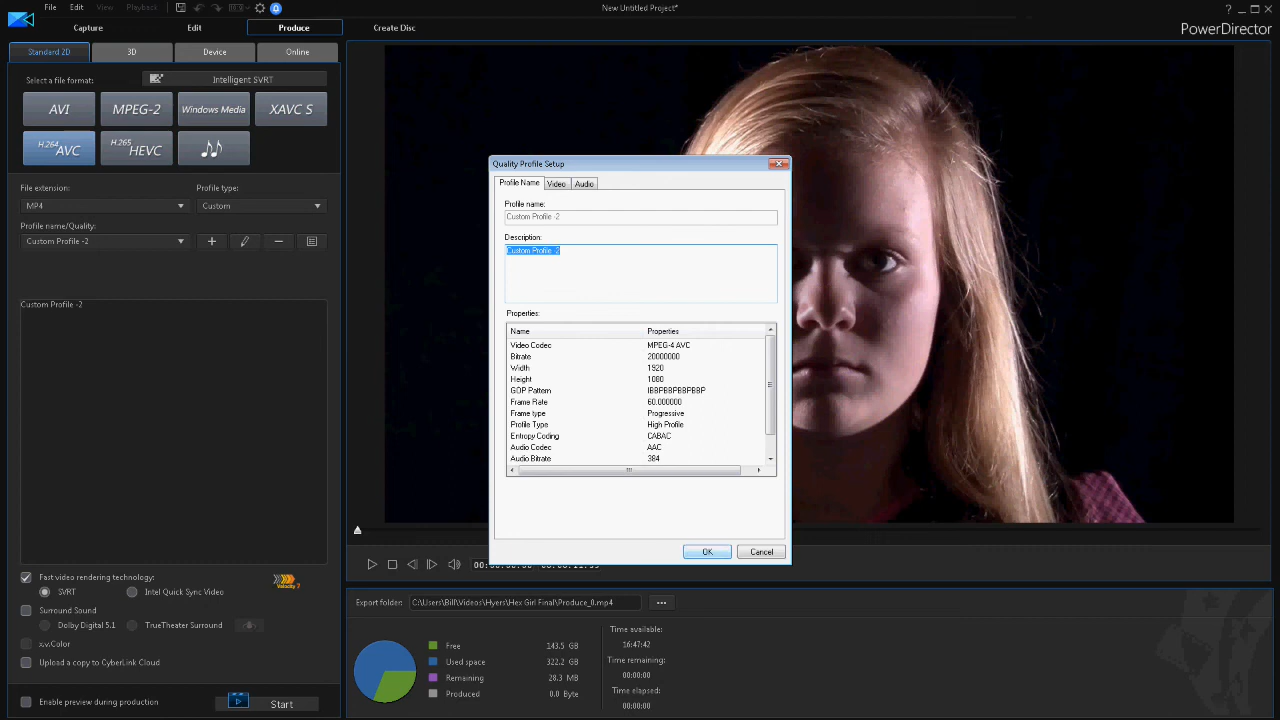 File Edit View Playback New Untitled Project* ?
Capture Edit Produce Create Disc PowerDirector
Standard 2D 3D Device Online
Select a file format: Intelligent SVRT
AVI MPEG-2 Windows Media XAVC S
H.264 AVC H.265 HEVC
File extension: Profile type:
MP4 Custom
Profile name/Quality:
Custom Profile -2
Custom Profile -2
Fast video rendering technology:
SVRT Intel Quick Sync Video
Surround Sound
Dolby Digital 5.1 TrueTheater Surround
x.v.Color
Upload a copy to CyberLink Cloud
Enable preview during production Start
Quality Profile Setup
Profile Name Video Audio
Profile name:
Custom Profile -2
Description:
Custom Profile -2
Properties:
Name Properties
Video Codec MPEG-4 AVC
Bitrate 20000000
Width 1920
Height 1080
GOP Pattern IBBPBBPBBPBBP
Frame Rate 60.000000
Frame type Progressive
Profile Type High Profile
Entropy Coding CABAC
Audio Codec AAC
Audio Bitrate 384
OK Cancel
Export folder: C:\Users\Bill\Videos\Hyers\Hex Girl Final\Produce_0.mp4
Free 143.5 GB
Used space 322.2 GB
Remaining 28.3 MB
Produced 0.0 Byte
Time available:
16:47:42
Time remaining:
00:00:00
Time elapsed:
00:00:00